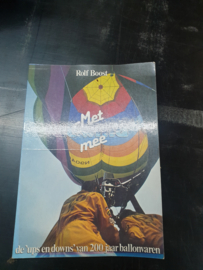 Rolf Boost
Met
mee
de 'ups en downs' van 200 jaar ballonvaren